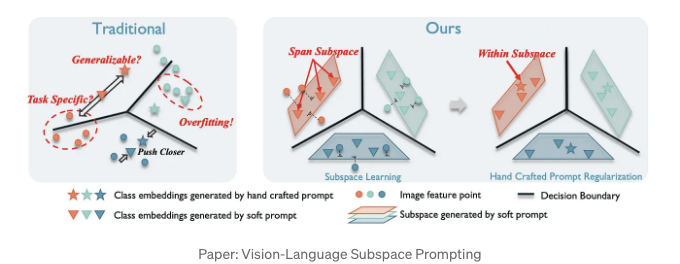 Traditional
Ours
Generalizable?
Task Specific?
Overfitting!
Push Closer
Span Subspace
Within Subspace
Subspace Learning
Hand Crafted Prompt Regularization
Class embeddings generated by hand crafted prompt
Image feature point
Decision Boundary
Class embeddings generated by soft prompt
Subspace generated by soft prompt
Paper: Vision-Language Subspace Prompting